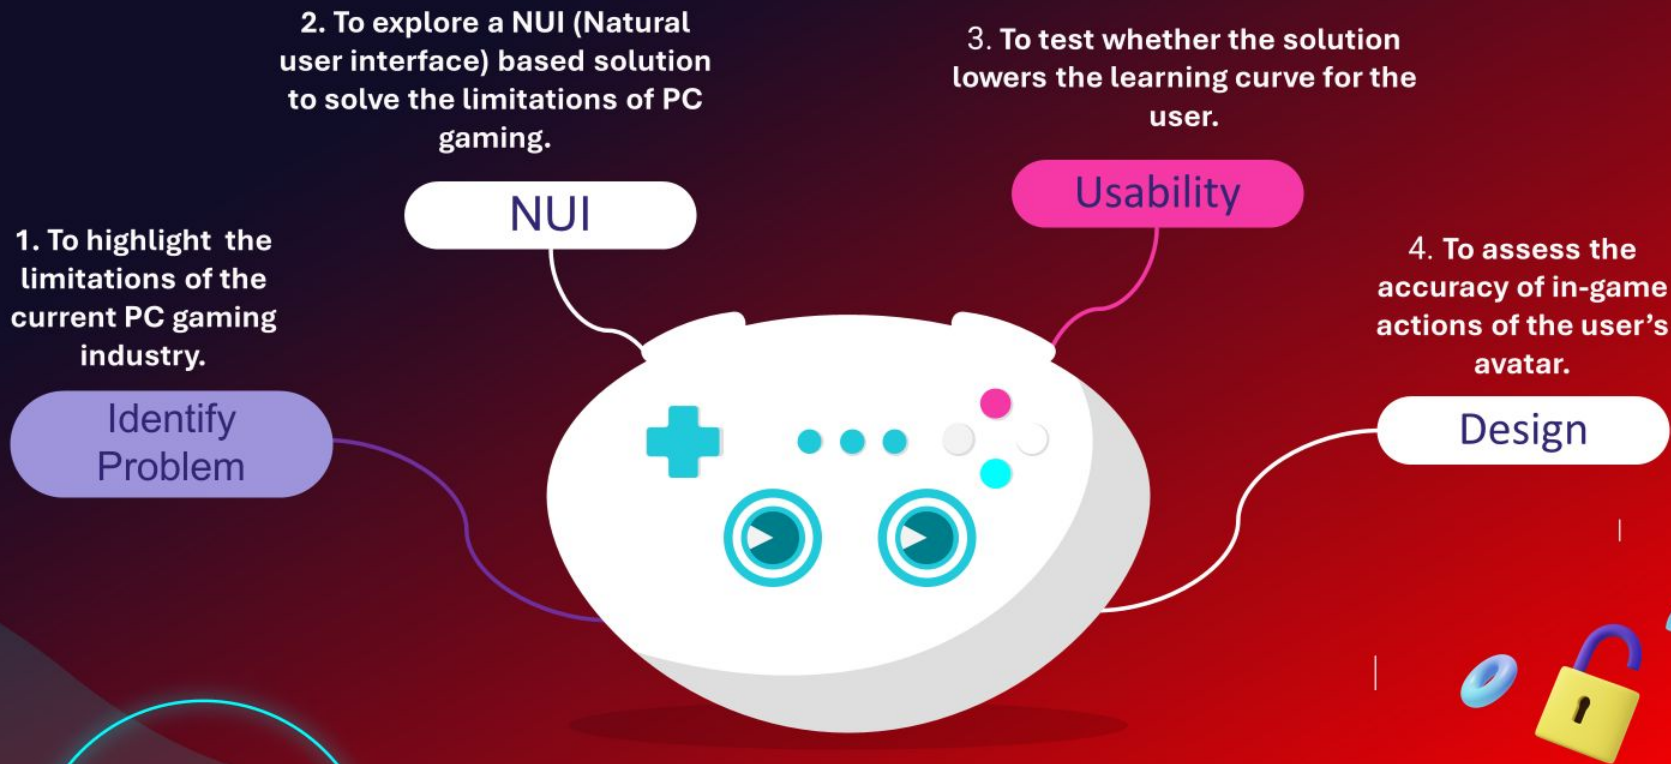 1. To highlight the
limitations of the
current PC gaming
industry.
Identify
Problem
2. To explore a NUI (Natural
user interface) based solution
to solve the limitations of PC
gaming.
NUI
3. To test whether the solution
lowers the learning curve for the
user.
Usability
4. To assess the
accuracy of in-game
actions of the user’s
avatar.
Design